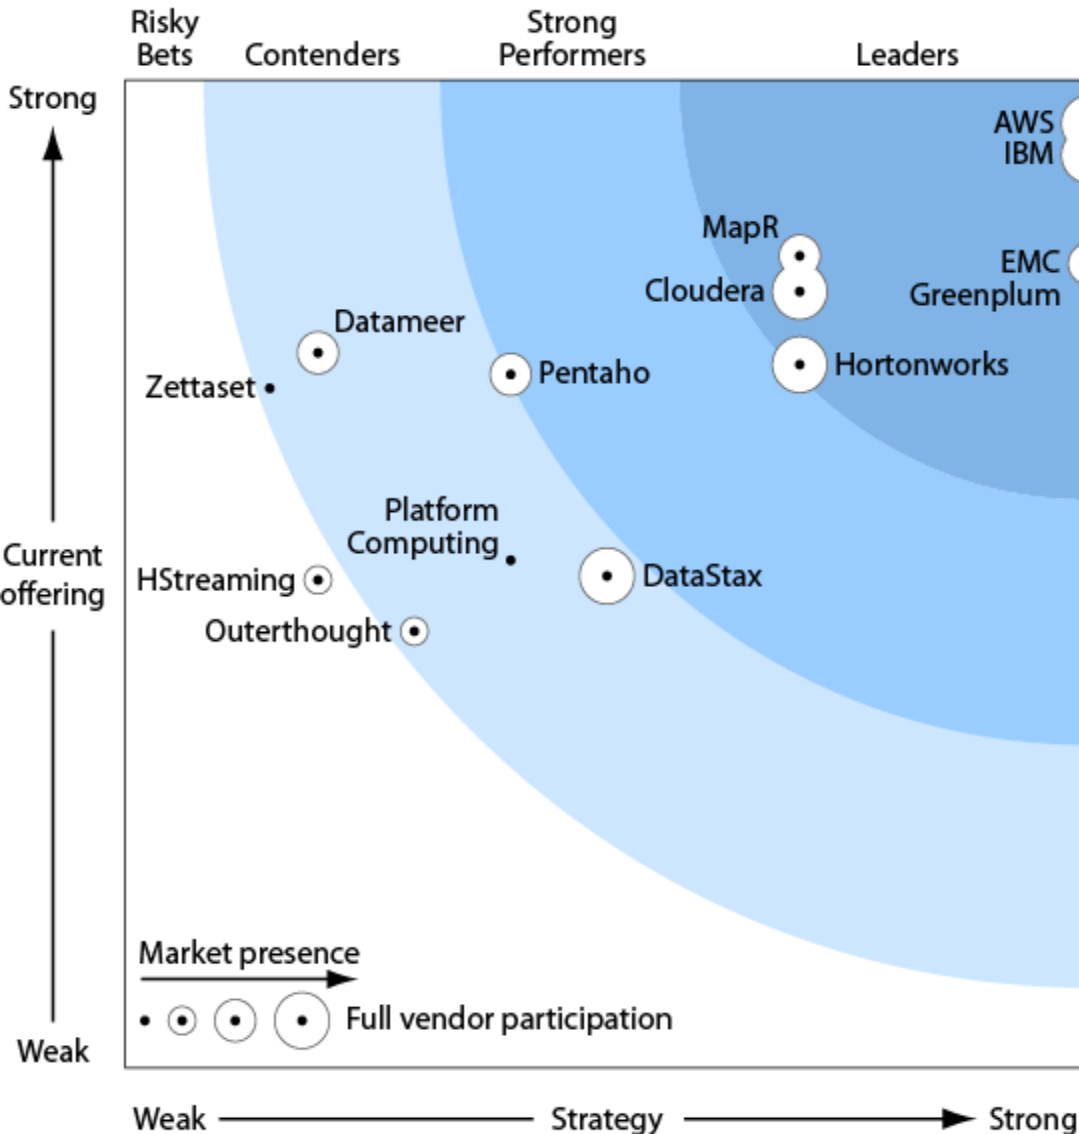 Risky
Bets
Contenders
Strong
Performers
Leaders
Strong
AWS
IBM
MapR
EMC
Greenplum
Cloudera
Datameer
Hortonworks
Pentaho
Zettaset
Platform
Computing
Current
offering
HStreaming
DataStax
Outerthought
Market presence
Full vendor participation
Weak
Weak
Strategy
Strong